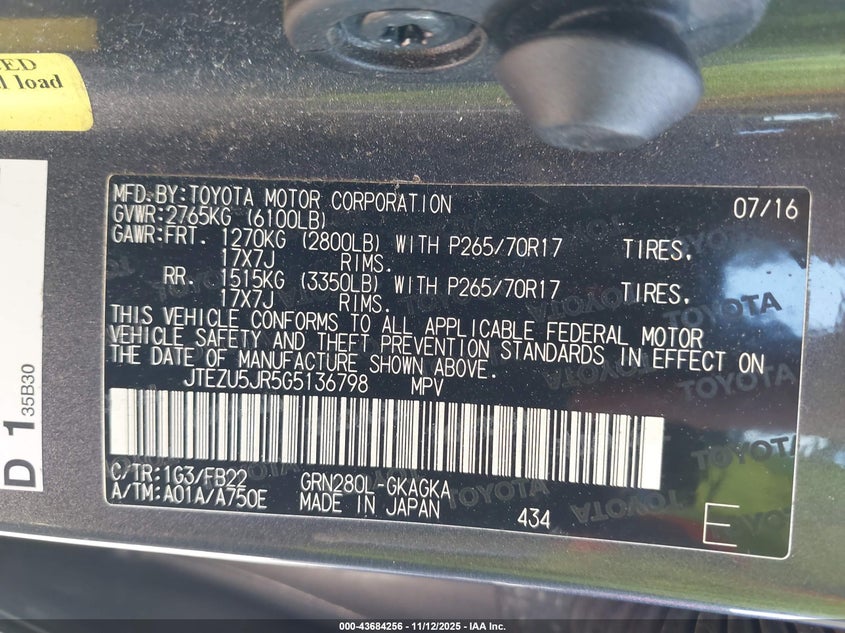 ED
l load
D 1
35B30
MFD.BY:TOYOTA MOTOR CORPORATION 07/16
GVWR:2765KG (6100LB)
GAWR:FRT. 1270KG (2800LB) WITH P265/70R17 TIRES.
17X7J RIMS.
RR. 1515KG (3350LB) WITH P265/70R17 TIRES.
17X7J RIMS.
THIS VEHICLE CONFORMS TO ALL APPLICABLE FEDERAL MOTOR
VEHICLE SAFETY AND THEFT PREVENTION STANDARDS IN EFFECT ON
THE DATE OF MANUFACTURE SHOWN ABOVE.
JTEZU5JR5G5136798 MPV
C/TR:1G3/FB22 GRN280L-GKAGKA
A/TM:A01A/A750E MADE IN JAPAN 434 E
000-43684256 - 11/12/2025 - IAA Inc.